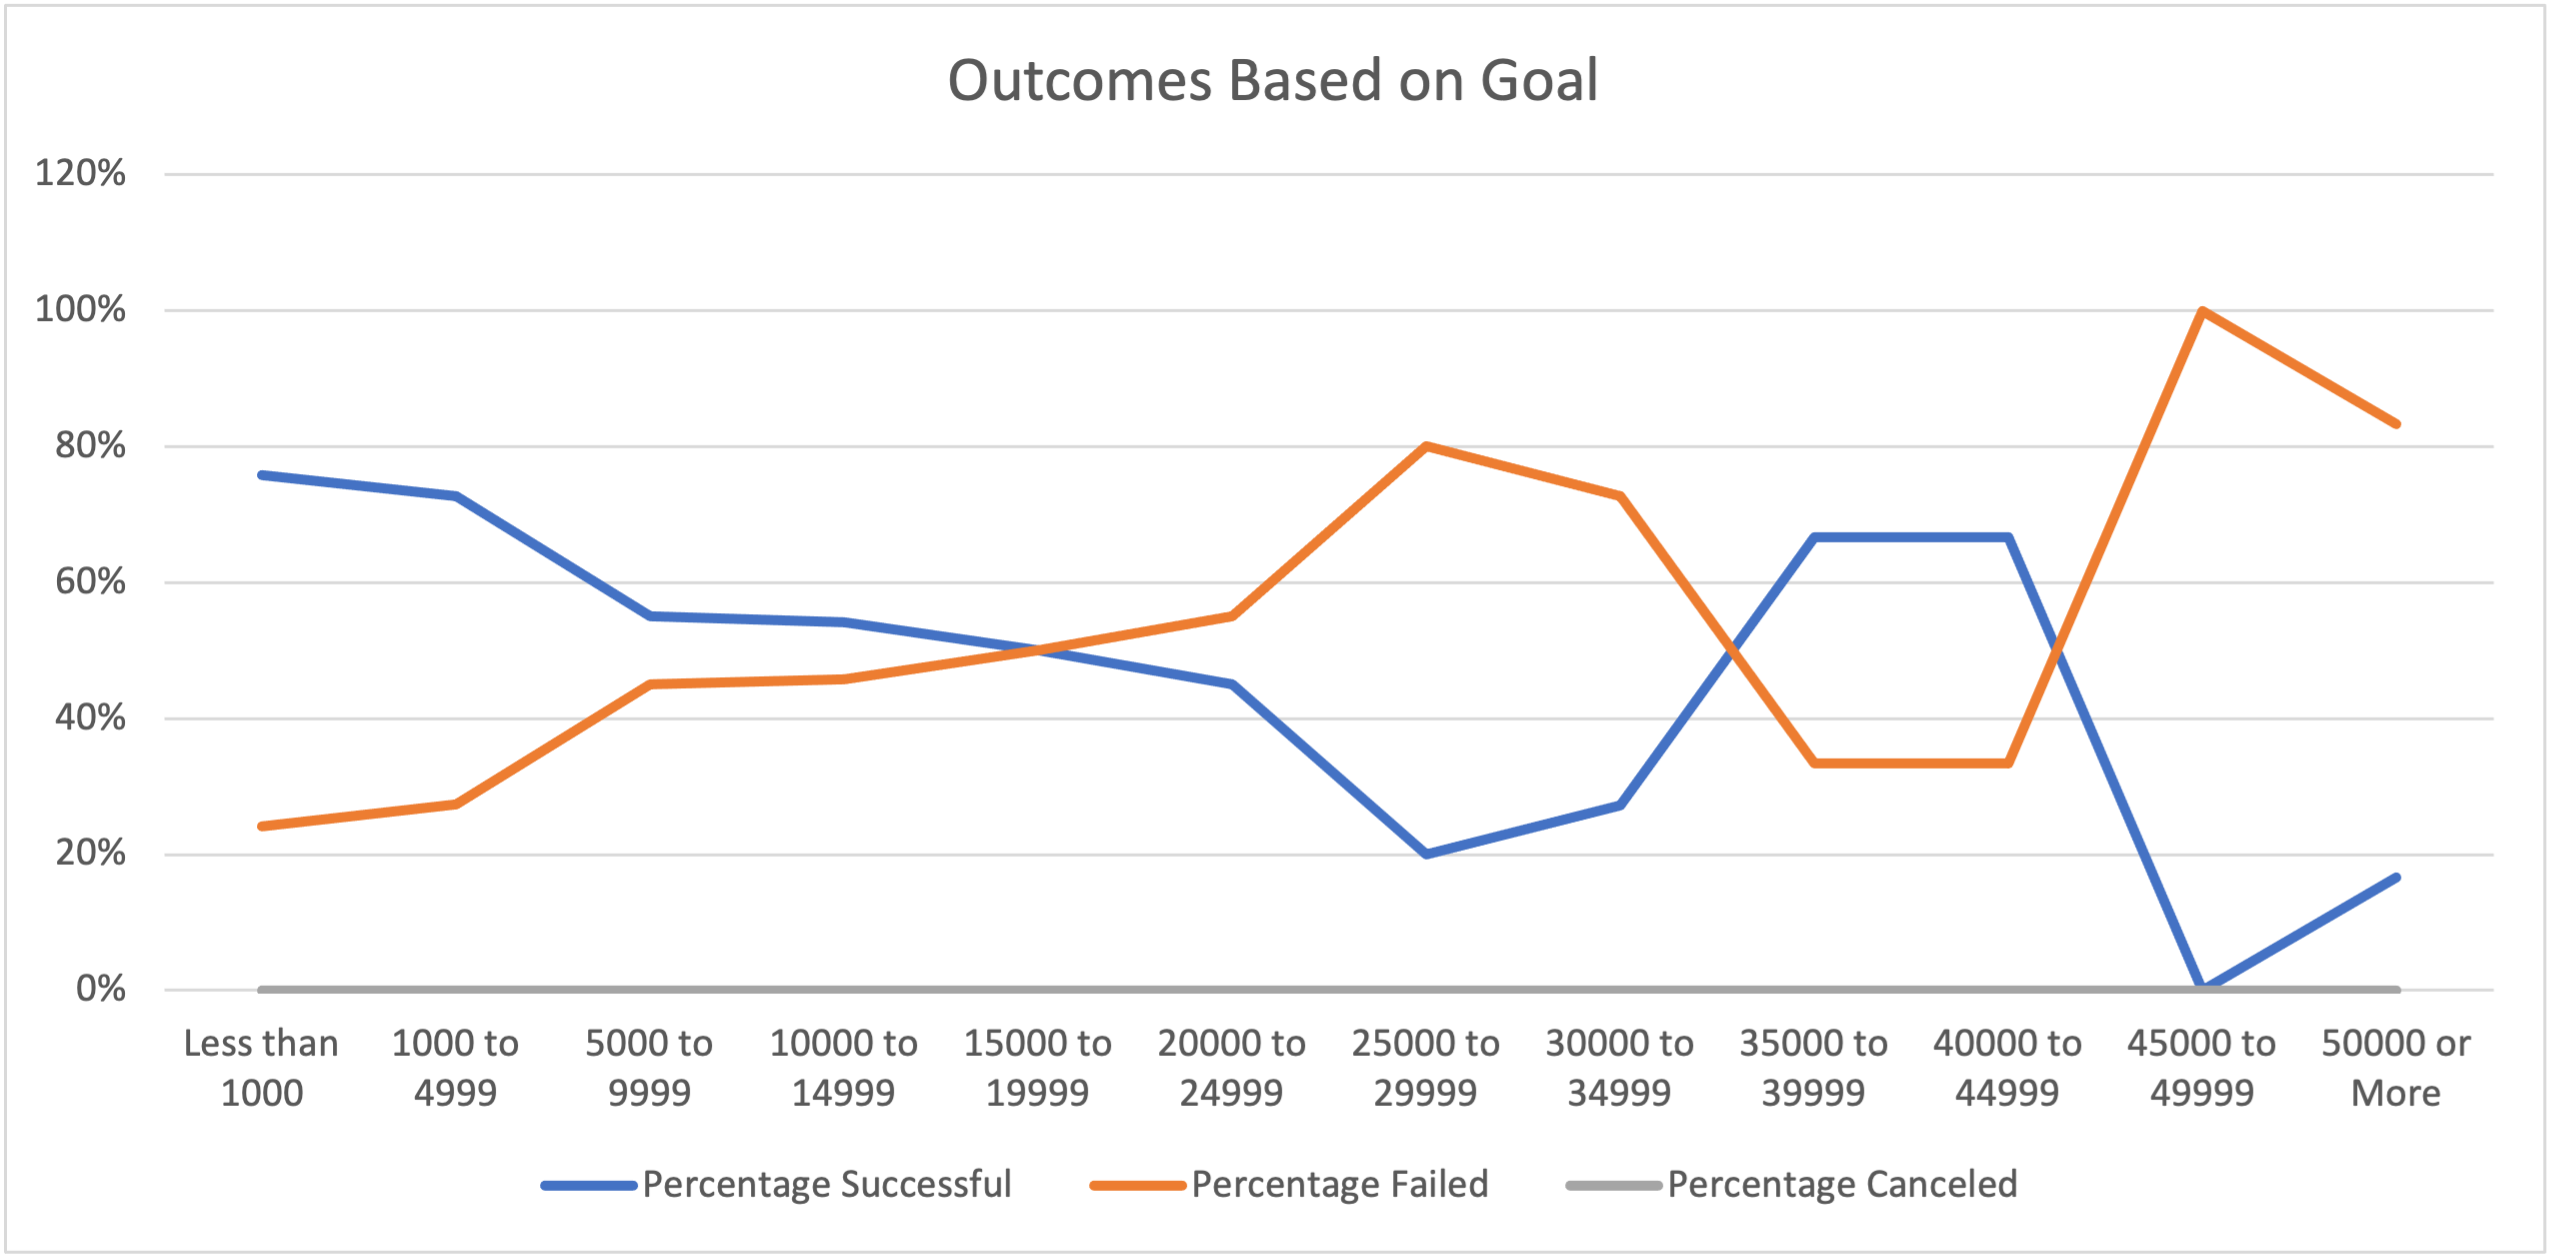 Outcomes Based on Goal
120%
100%
80%
60%
40%
20%
0%
Less than 1000
1000 to 4999
5000 to 9999
10000 to 14999
15000 to 19999
20000 to 24999
25000 to 29999
30000 to 34999
35000 to 39999
40000 to 44999
45000 to 49999
50000 or More
Percentage Successful
Percentage Failed
Percentage Canceled